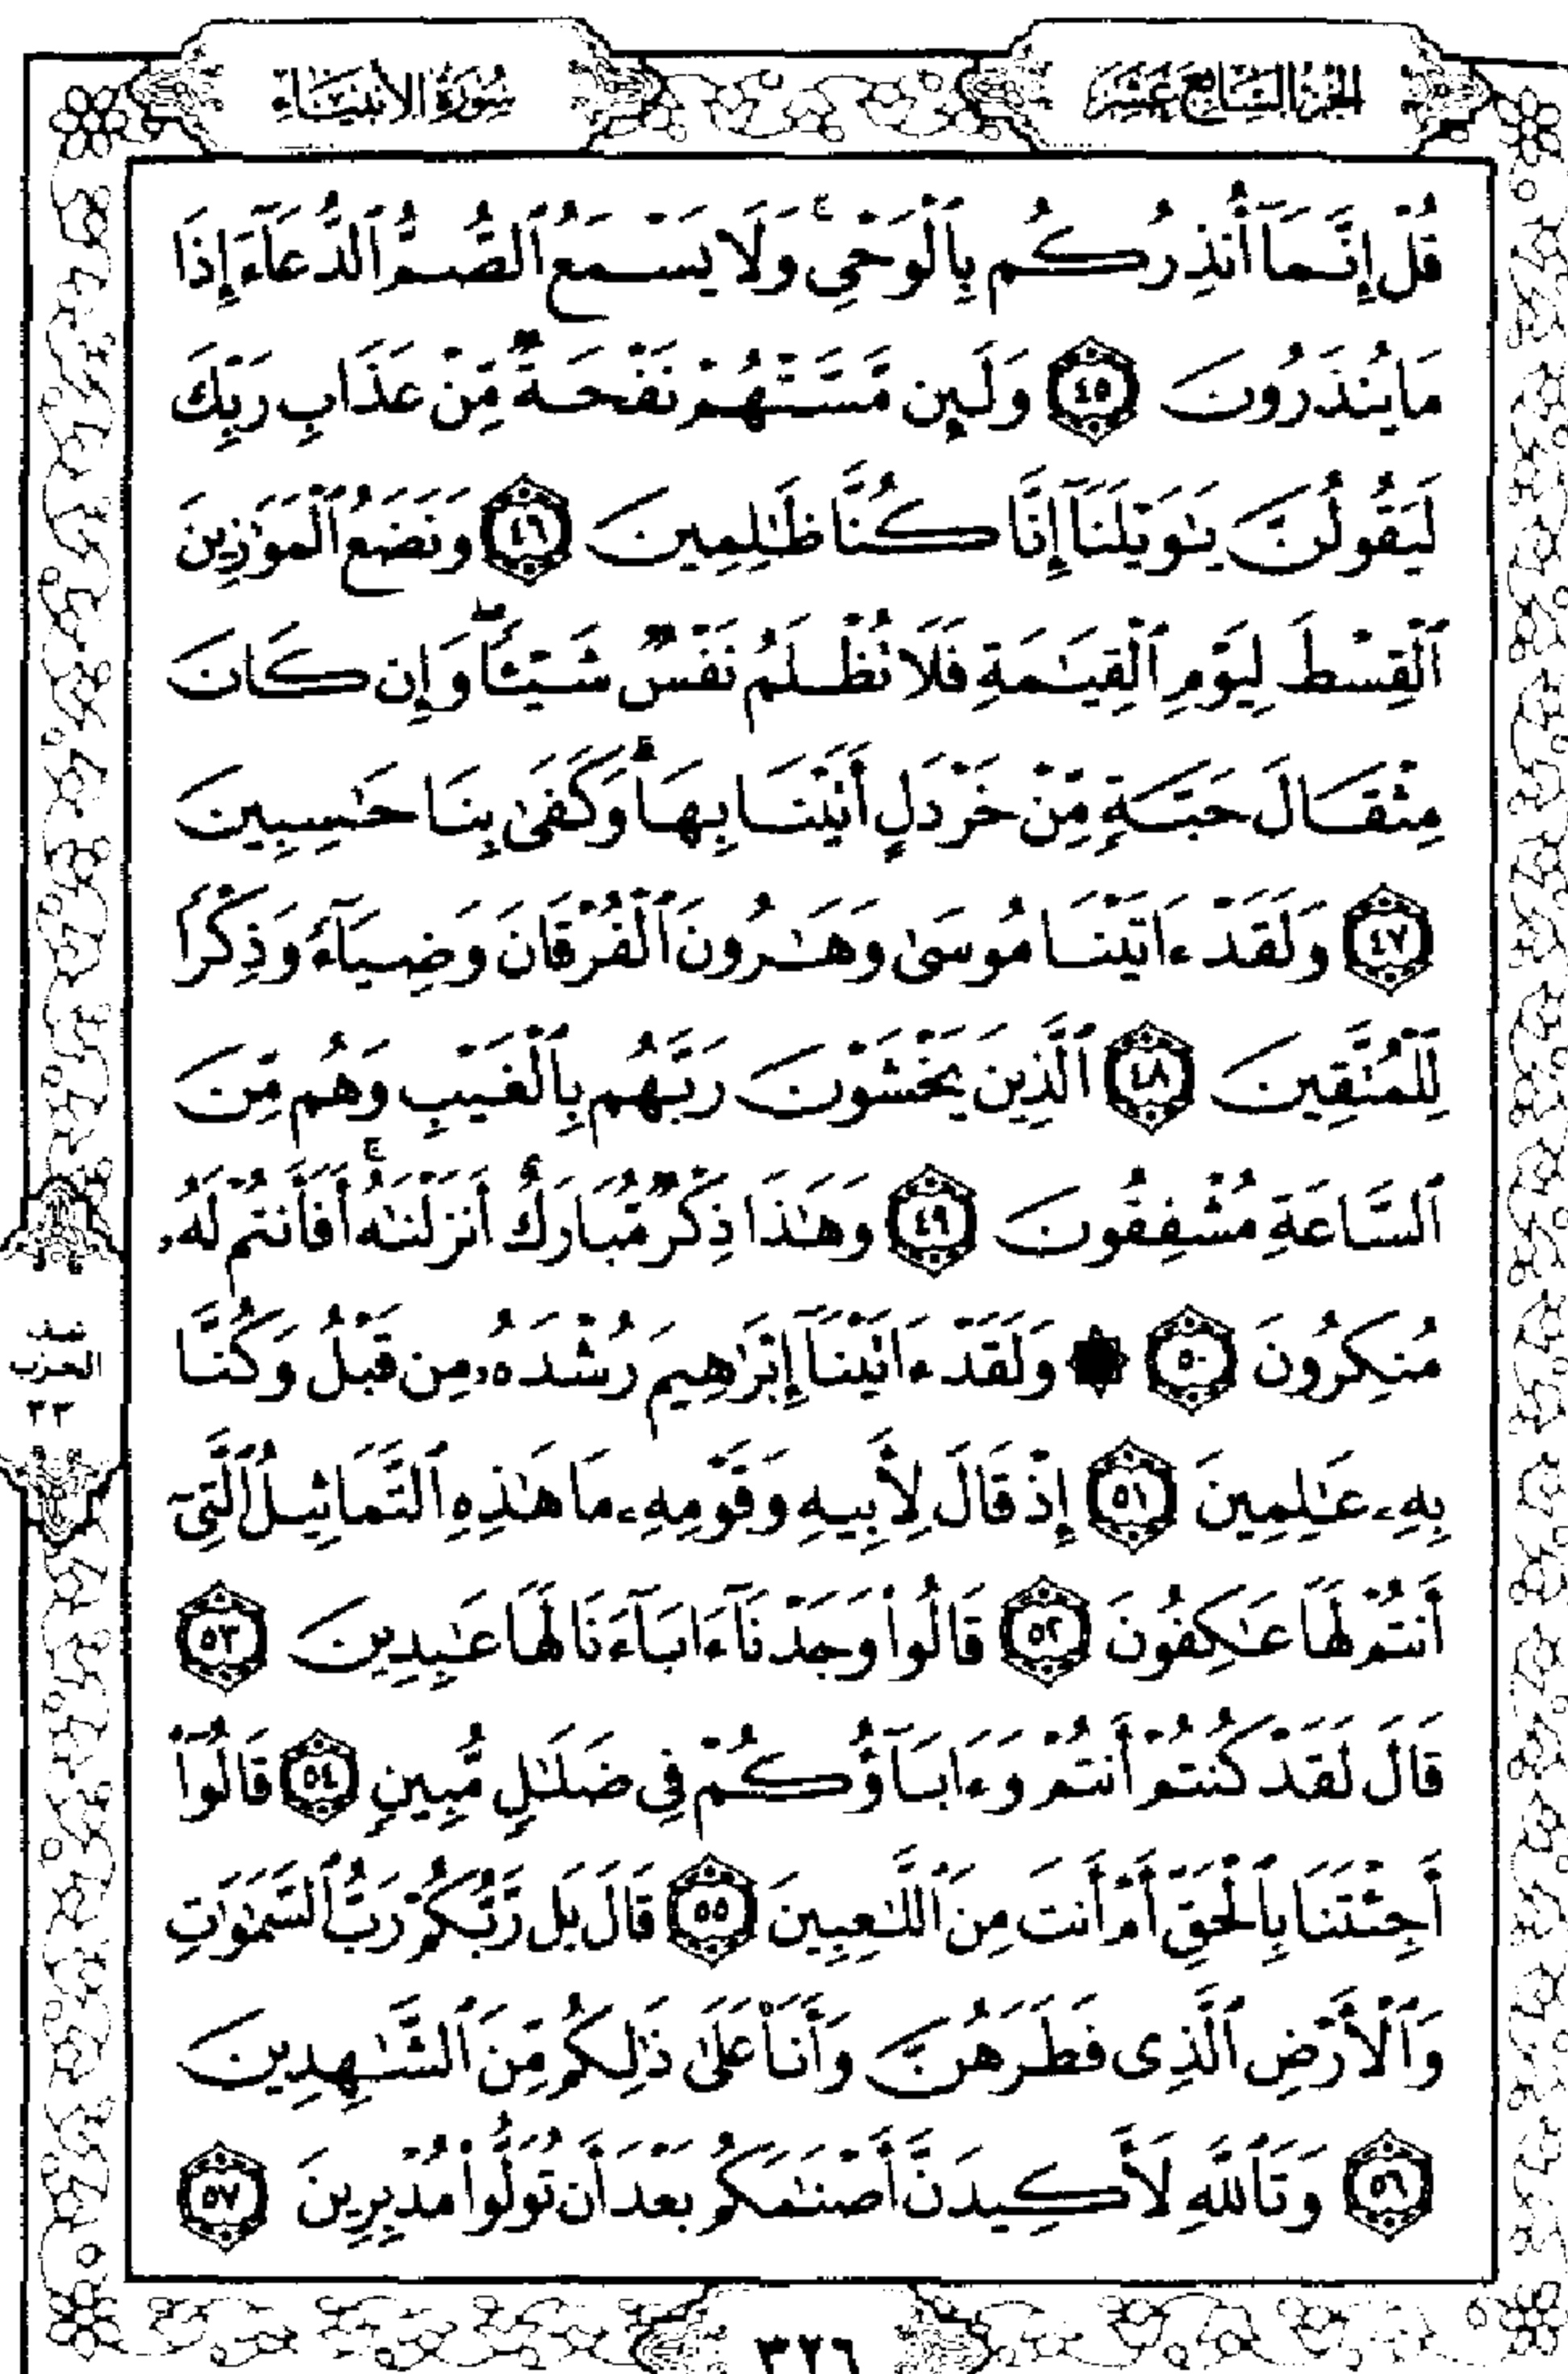 الجزء السابع عشر
سورة الأنبياء
قُلْ إِنَّمَآ أُنذِرُكُم بِٱلْوَحْىِ ۚ وَلَا يَسْمَعُ ٱلصُّمُّ ٱلدُّعَآءَ إِذَا
مَا يُنذَرُونَ ٤٥ وَلَئِن مَّسَّتْهُمْ نَفْحَةٌ مِّنْ عَذَابِ رَبِّكَ
لَيَقُولُنَّ يَٰوَيْلَنَآ إِنَّا كُنَّا ظَٰلِمِينَ ٤٦ وَنَضَعُ ٱلْمَوَٰزِينَ
ٱلْقِسْطَ لِيَوْمِ ٱلْقِيَٰمَةِ فَلَا تُظْلَمُ نَفْسٌ شَيْـًٔا ۖ وَإِن كَانَ
مِثْقَالَ حَبَّةٍ مِّنْ خَرْدَلٍ أَتَيْنَا بِهَا ۗ وَكَفَىٰ بِنَا حَٰسِبِينَ
٤٧ وَلَقَدْ ءَاتَيْنَا مُوسَىٰ وَهَٰرُونَ ٱلْفُرْقَانَ وَضِيَآءً وَذِكْرًا
لِّلْمُتَّقِينَ ٤٨ ٱلَّذِينَ يَخْشَوْنَ رَبَّهُم بِٱلْغَيْبِ وَهُم مِّنَ
ٱلسَّاعَةِ مُشْفِقُونَ ٤٩ وَهَٰذَا ذِكْرٌ مُّبَارَكٌ أَنزَلْنَٰهُ ۚ أَفَأَنتُمْ لَهُۥ
مُنكِرُونَ ٥٠ ۞ وَلَقَدْ ءَاتَيْنَآ إِبْرَٰهِيمَ رُشْدَهُۥ مِن قَبْلُ وَكُنَّا
بِهِۦ عَٰلِمِينَ ٥١ إِذْ قَالَ لِأَبِيهِ وَقَوْمِهِۦ مَا هَٰذِهِ ٱلتَّمَاثِيلُ ٱلَّتِىٓ
أَنتُمْ لَهَا عَٰكِفُونَ ٥٢ قَالُوا۟ وَجَدْنَآ ءَابَآءَنَا لَهَا عَٰبِدِينَ ٥٣
قَالَ لَقَدْ كُنتُمْ أَنتُمْ وَءَابَآؤُكُمْ فِى ضَلَٰلٍ مُّبِينٍ ٥٤ قَالُوٓا۟
أَجِئْتَنَا بِٱلْحَقِّ أَمْ أَنتَ مِنَ ٱللَّٰعِبِينَ ٥٥ قَالَ بَل رَّبُّكُمْ رَبُّ ٱلسَّمَٰوَٰتِ
وَٱلْأَرْضِ ٱلَّذِى فَطَرَهُنَّ وَأَنَا۠ عَلَىٰ ذَٰلِكُم مِّنَ ٱلشَّٰهِدِينَ
٥٦ وَتَٱللَّهِ لَأَكِيدَنَّ أَصْنَٰمَكُم بَعْدَ أَن تُوَلُّوا۟ مُدْبِرِينَ ٥٧
الحزب
٣٣
٣٢٦